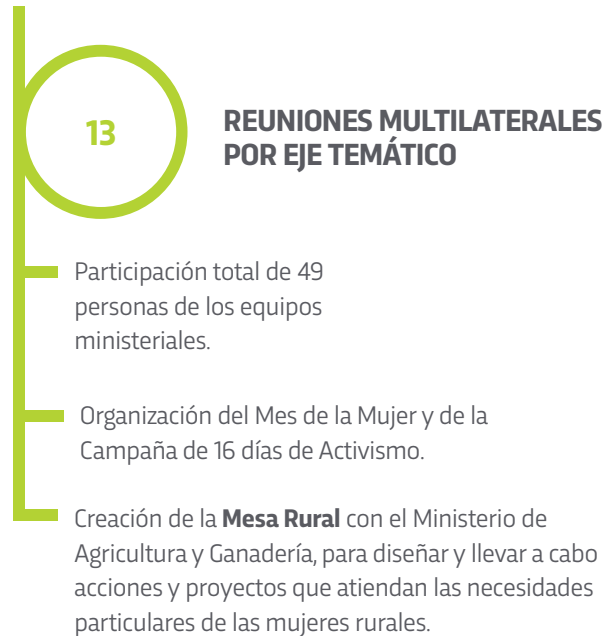 13
REUNIONES MULTILATERALES
POR EJE TEMÁTICO
Participación total de 49
personas de los equipos
ministeriales.
Organización del Mes de la Mujer y de la
Campaña de 16 días de Activismo.
Creación de la Mesa Rural con el Ministerio de
Agricultura y Ganadería, para diseñar y llevar a cabo
acciones y proyectos que atiendan las necesidades
particulares de las mujeres rurales.